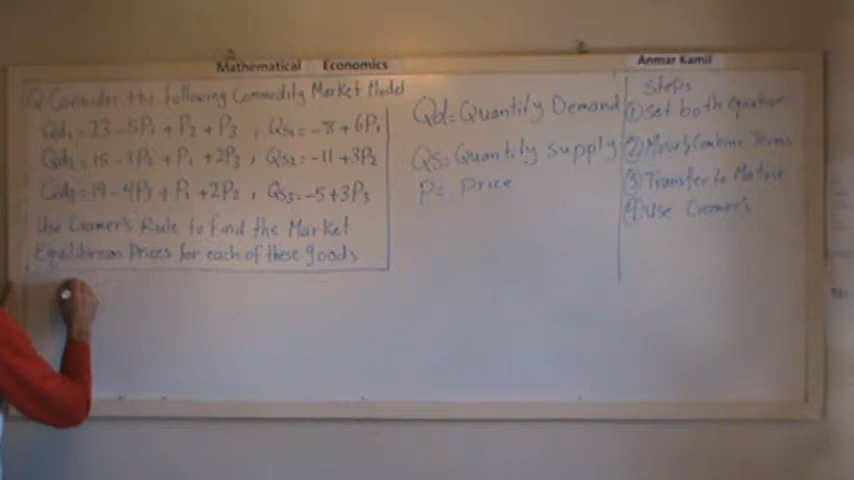 Mathematical Economics
Anmar Kamil
Q: Consider the following Commodity Market Model
Qd1 = 23 - 5P1 + P2 + P3 , Qs1 = -8 + 6P1
Qd2 = 15 - 3P2 + P1 + 2P3 , Qs2 = -11 + 3P2
Qd3 = 19 - 4P3 + P1 + 2P2 , Qs3 = -5 + 3P3
Use Cramer's Rule to find the Market
Equilibrium Prices for each of these goods
Qd = Quantity Demand
Qs = Quantity supply
P = Price
Steps
① Set both equation
② Move & Combine Terms
③ Transfer to Matrix
④ Use Cramer's